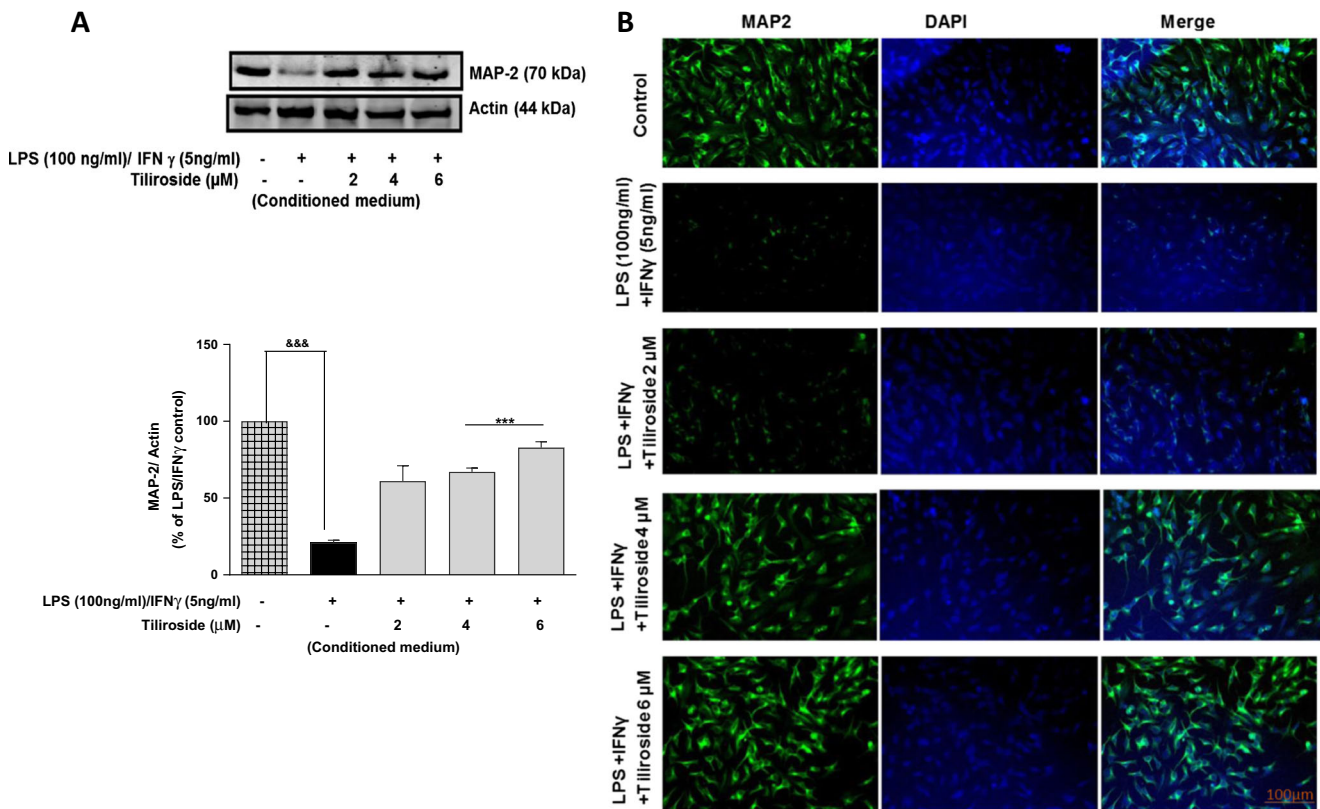 A
MAP-2 (70 kDa)
Actin (44 kDa)
LPS (100 ng/ml)/ IFN γ (5ng/ml) - + + + +
Tiliroside (µM) - - 2 4 6
(Conditioned medium)
150
100
50
0
MAP-2/ Actin
(% of LPS/IFNγ control)
&&&
***
LPS (100ng/ml)/IFNγ (5ng/ml) - + + + +
Tiliroside (μM) - - 2 4 6
(Conditioned medium)
B
MAP2 DAPI Merge
Control
LPS (100ng/ml)
+IFNγ (5ng/ml)
LPS +IFNγ
+Tiliroside 2 µM
LPS +IFNγ
+Tiliroside 4 µM
LPS +IFNγ
+Tiliroside 6 µM
100µm